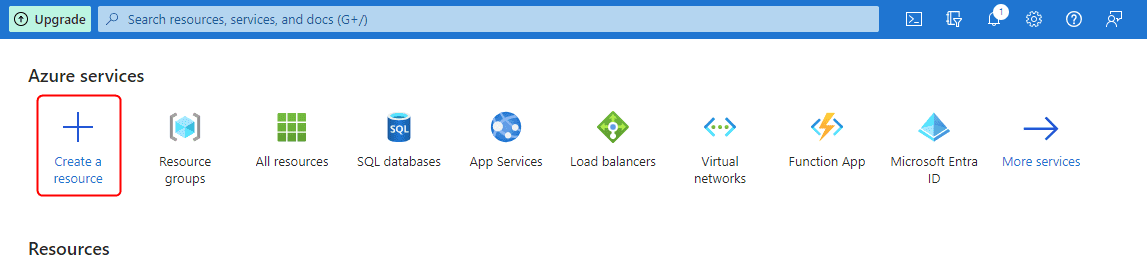 Upgrade
Search resources, services, and docs (G+/)
1
Azure services
Create a
resource
Resource
groups
All resources
SQL
SQL databases
App Services
Load balancers
Virtual
networks
Function App
Microsoft Entra
ID
More services
Resources